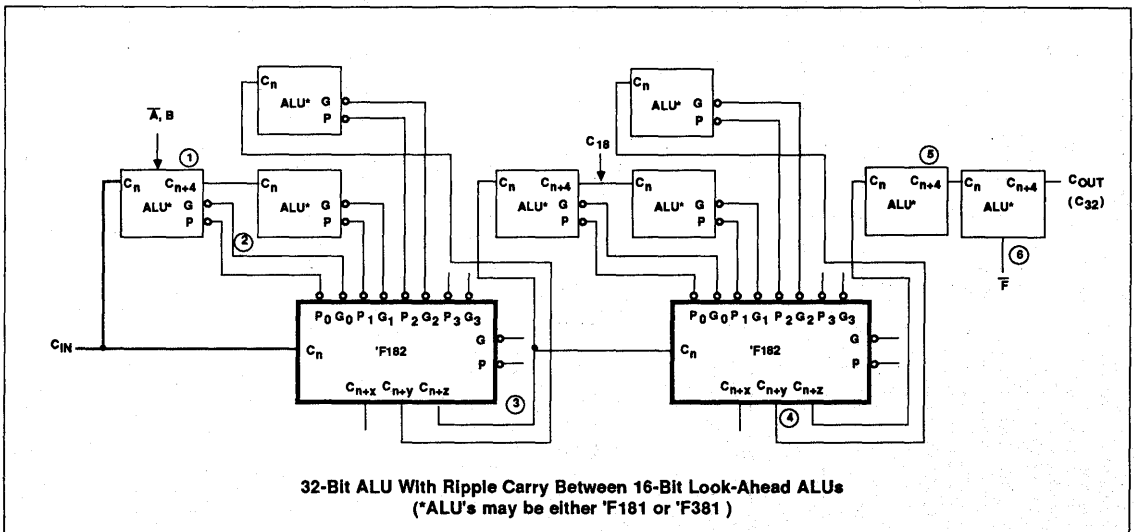 Cn
ALU*
G
P
Cn
ALU*
G
P
A, B
C18
1
5
Cn
Cn+4
ALU*
G
P
Cn
ALU*
G
P
Cn
Cn+4
ALU*
G
P
Cn
ALU*
G
P
Cn
Cn+4
ALU*
Cn
Cn+4
ALU*
COUT
(C32)
2
6
F
P0 G0 P1 G1 P2 G2 P3 G3
P0 G0 P1 G1 P2 G2 P3 G3
CIN
Cn
'F182
G
P
Cn
'F182
G
P
Cn+x Cn+y Cn+z
3
Cn+x Cn+y Cn+z
4
32-Bit ALU With Ripple Carry Between 16-Bit Look-Ahead ALUs
(*ALU's may be either 'F181 or 'F381 )